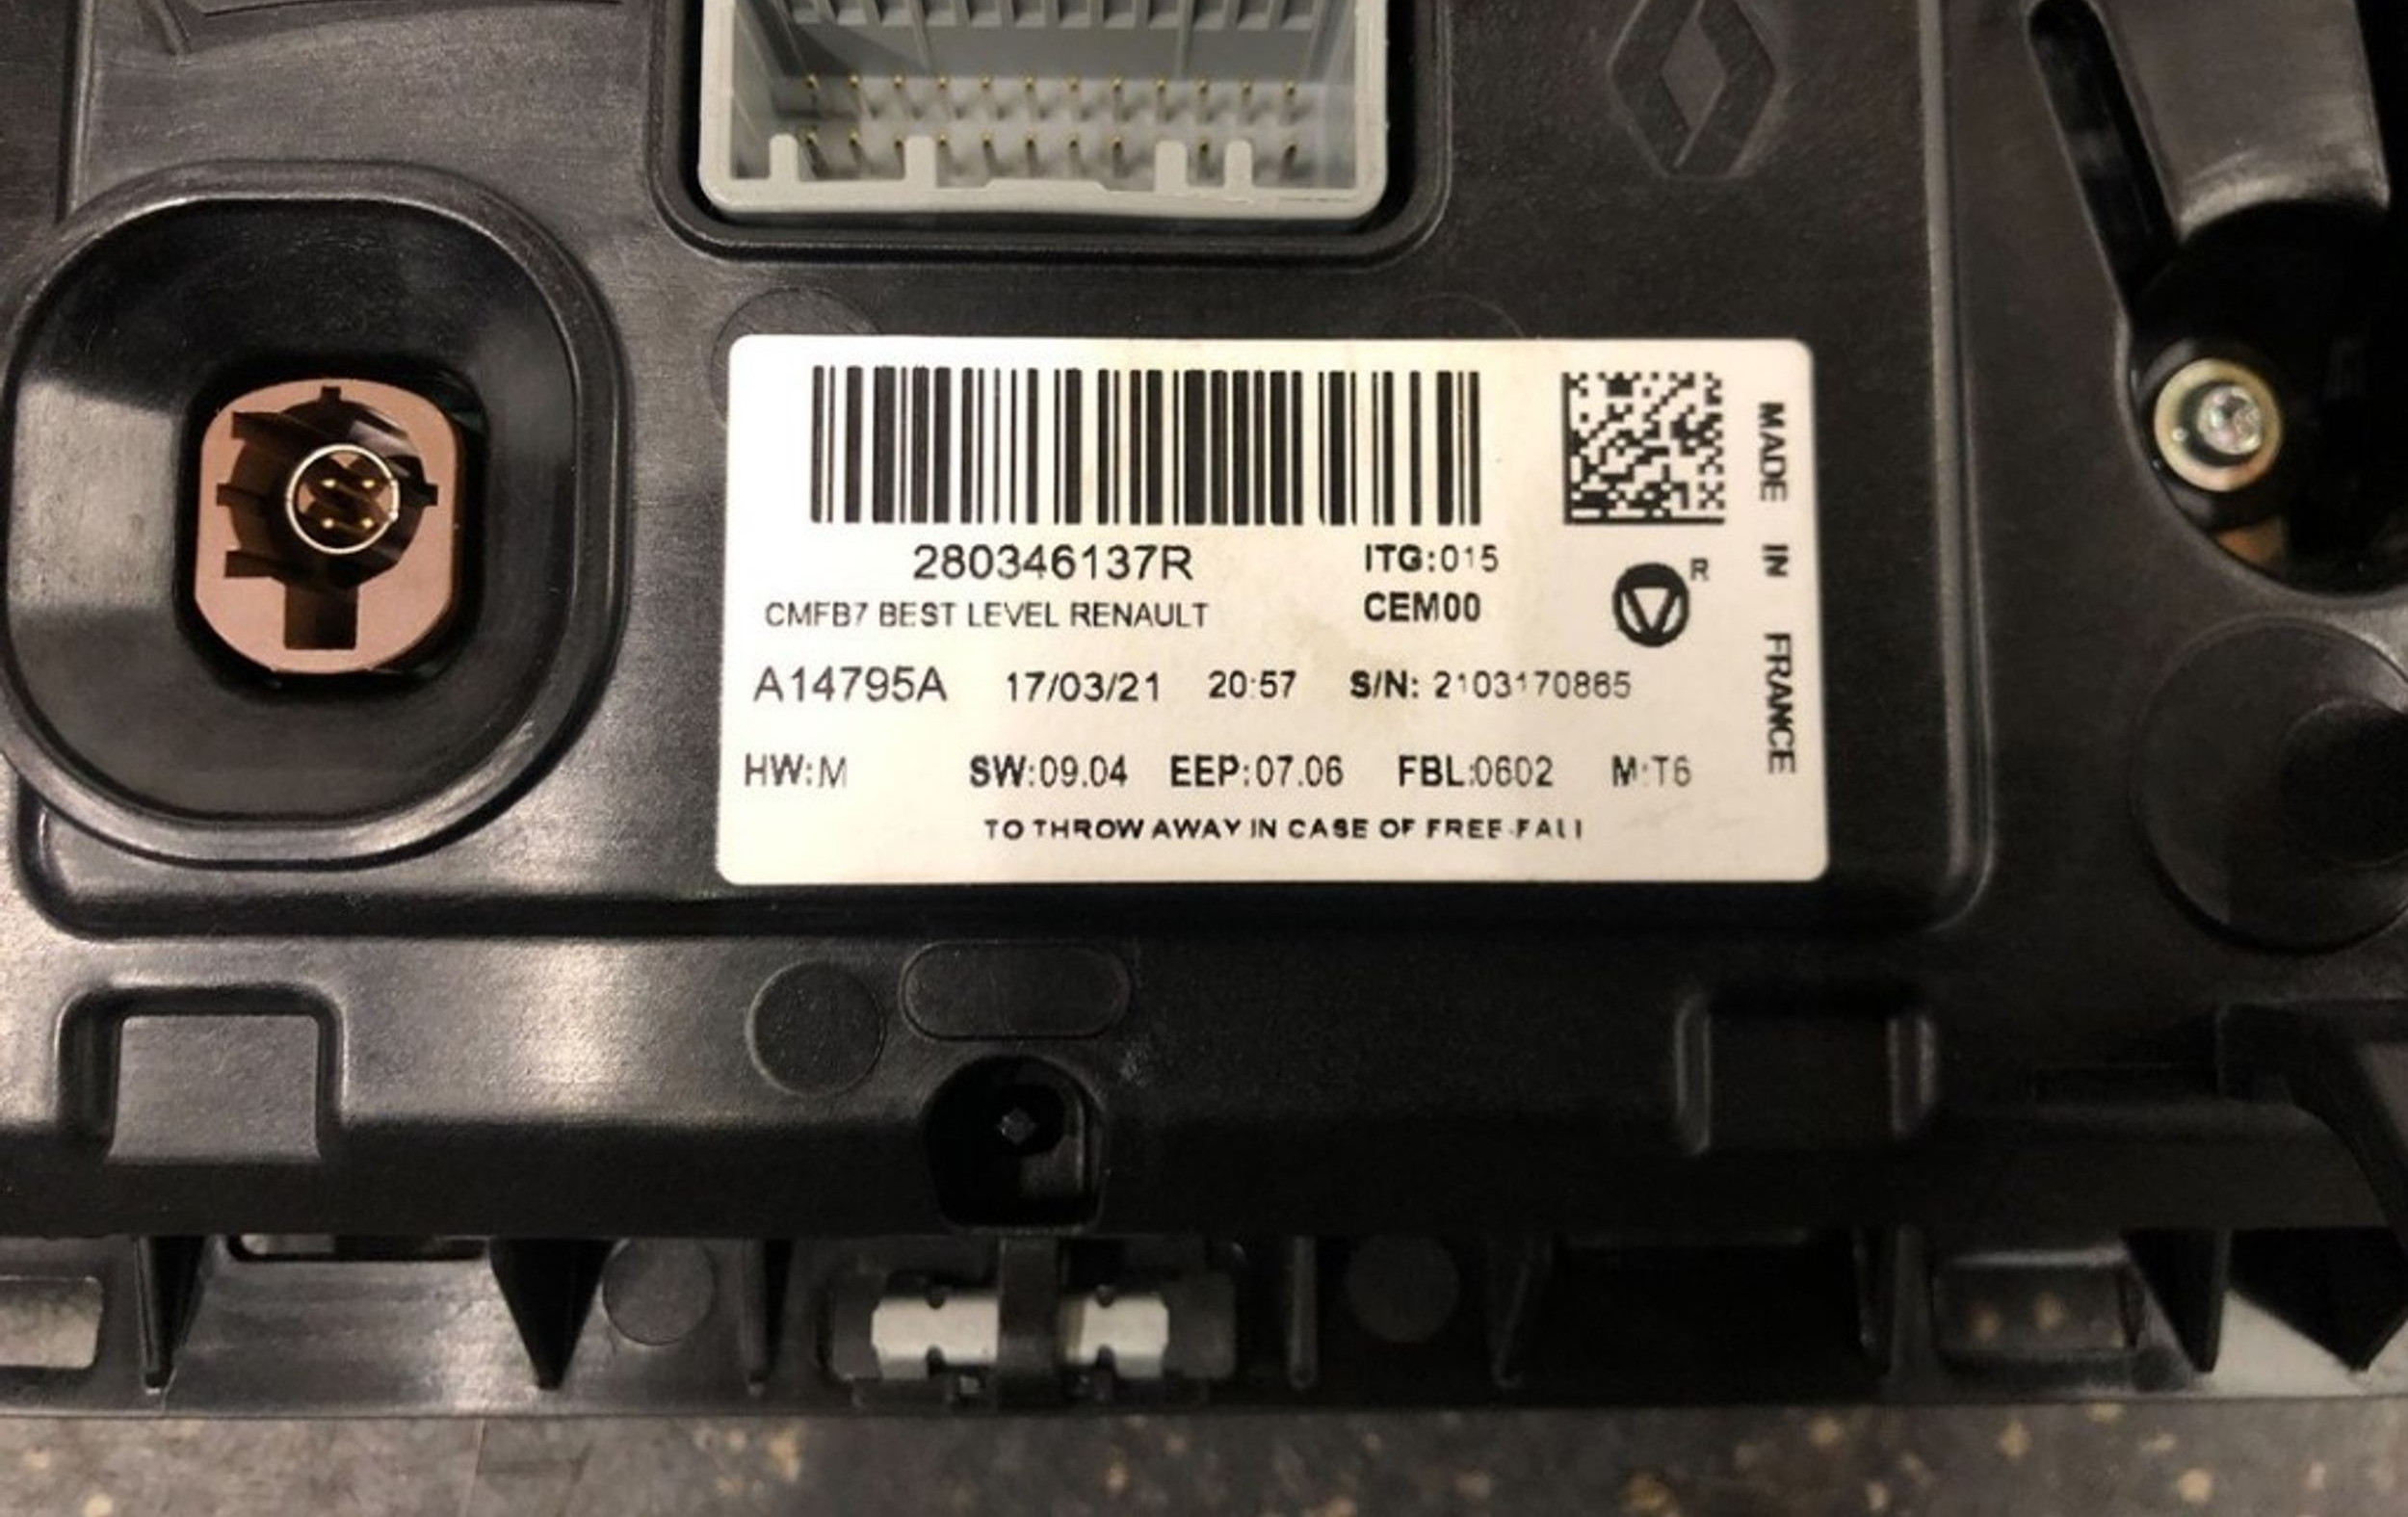 280346137R
ITG:015
CMFB7 BEST LEVEL RENAULT
CEM00
R
A14795A 17/03/21 20:57 S/N: 2103170865
HW:M SW:09.04 EEP:07.06 FBL:0602 M:T6
TO THROW AWAY IN CASE OF FREE FALL
MADE IN FRANCE